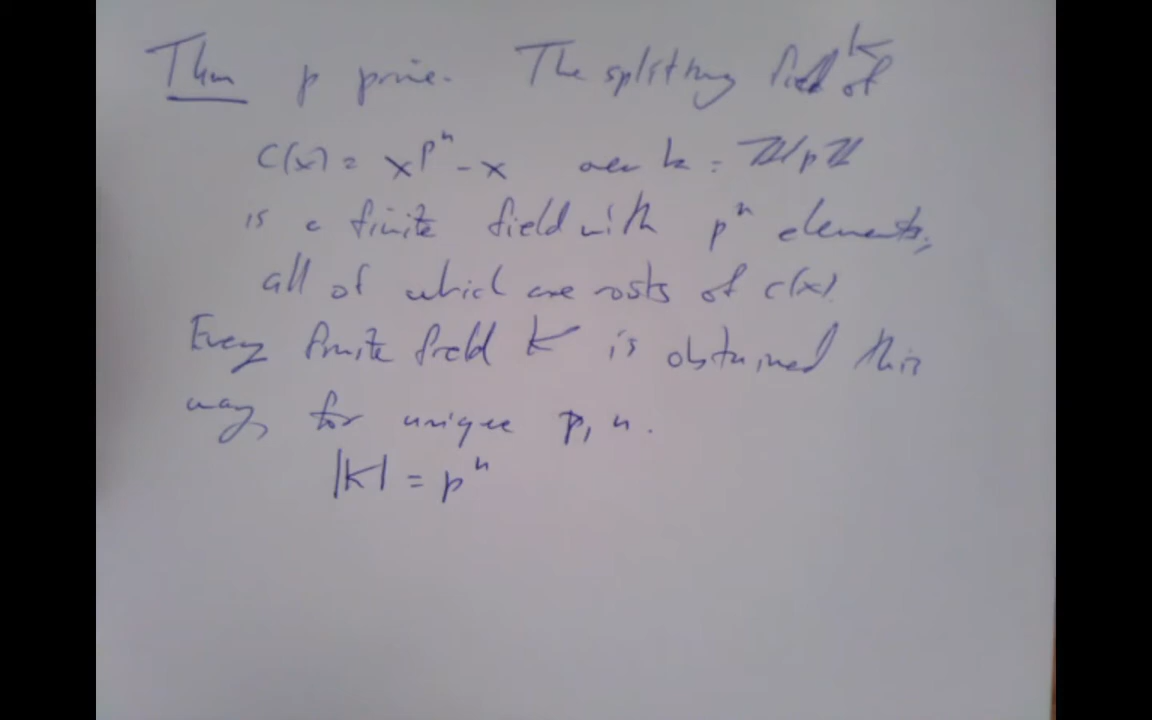 Thm p prime. The splitting field K of
c(x) = x^{p^n} - x over k = ℤ/pℤ
is a finite field with p^n elements,
all of which are roots of c(x).
Every finite field K is obtained this
way, for unique p, n.
|K| = p^n